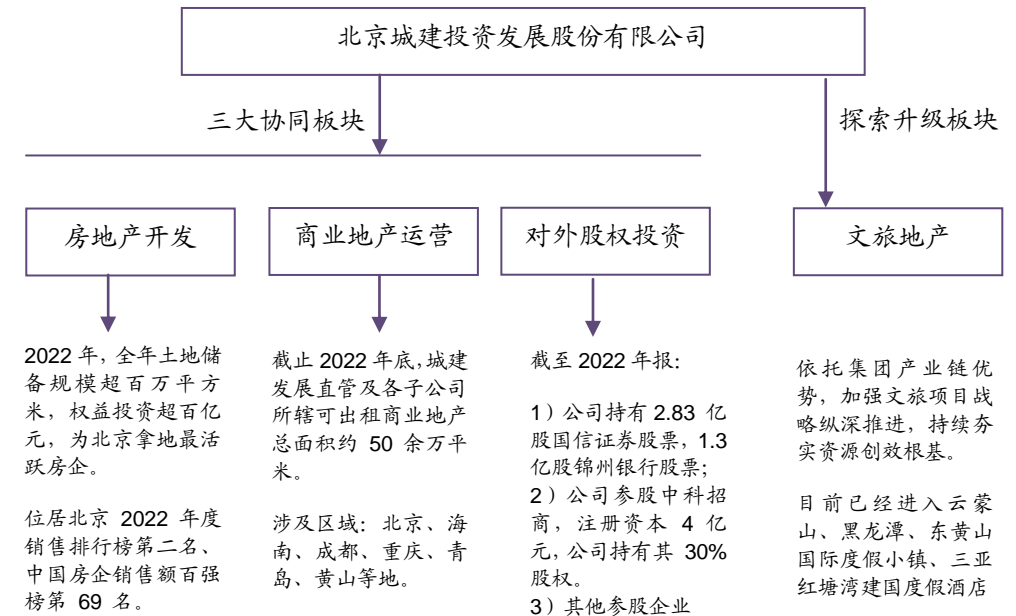 北京城建投资发展股份有限公司
三大协同板块
探索升级板块
房地产开发
商业地产运营
对外股权投资
文旅地产
2022 年，全年土地储
备规模超百万平方
米，权益投资超百亿
元，为北京拿地最活
跃房企。
位居北京 2022 年度
销售排行榜第二名、
中国房企销售额百强
榜第 69 名。
截止 2022 年底，城建
发展直管及各子公司
所辖可出租商业地产
总面积约 50 余万平
米。
涉及区域：北京、海
南、成都、重庆、青
岛、黄山等地。
截至 2022 年报：
1）公司持有 2.83 亿
股国信证券股票，1.3
亿股锦州银行股票；
2）公司参股中科招
商，注册资本 4 亿
元，公司持有其 30%
股权。
3）其他参股企业
依托集团产业链优
势，加强文旅项目战
略纵深推进，持续夯
实资源创效根基。
目前已经进入云蒙
山、黑龙潭、东黄山
国际度假小镇、三亚
红塘湾建国度假酒店